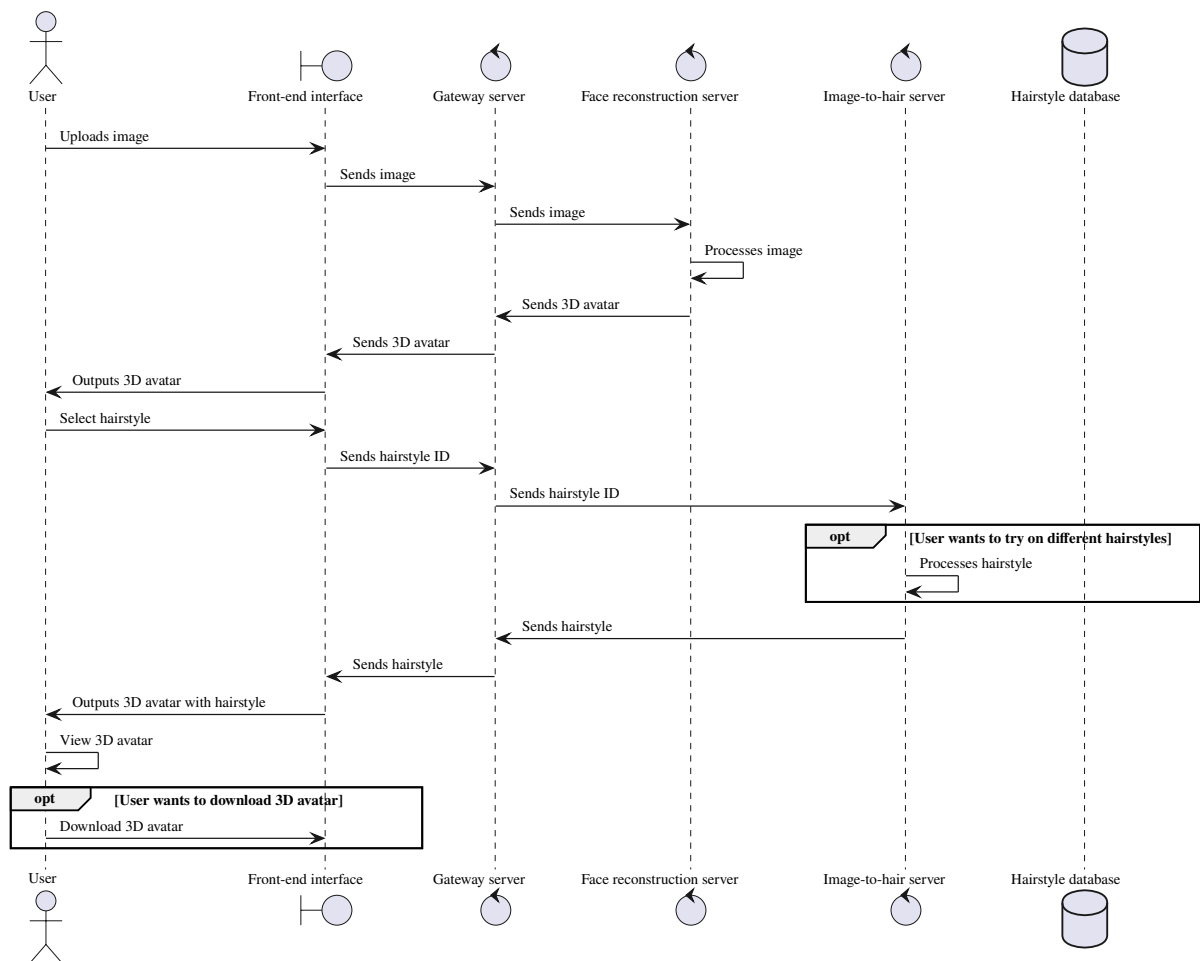 User
Front-end interface
Gateway server
Face reconstruction server
Image-to-hair server
Hairstyle database
Uploads image
Sends image
Sends image
Processes image
Sends 3D avatar
Sends 3D avatar
Outputs 3D avatar
Select hairstyle
Sends hairstyle ID
Sends hairstyle ID
opt
[User wants to try on different hairstyles]
Processes hairstyle
Sends hairstyle
Sends hairstyle
Outputs 3D avatar with hairstyle
View 3D avatar
opt
[User wants to download 3D avatar]
Download 3D avatar
User
Front-end interface
Gateway server
Face reconstruction server
Image-to-hair server
Hairstyle database